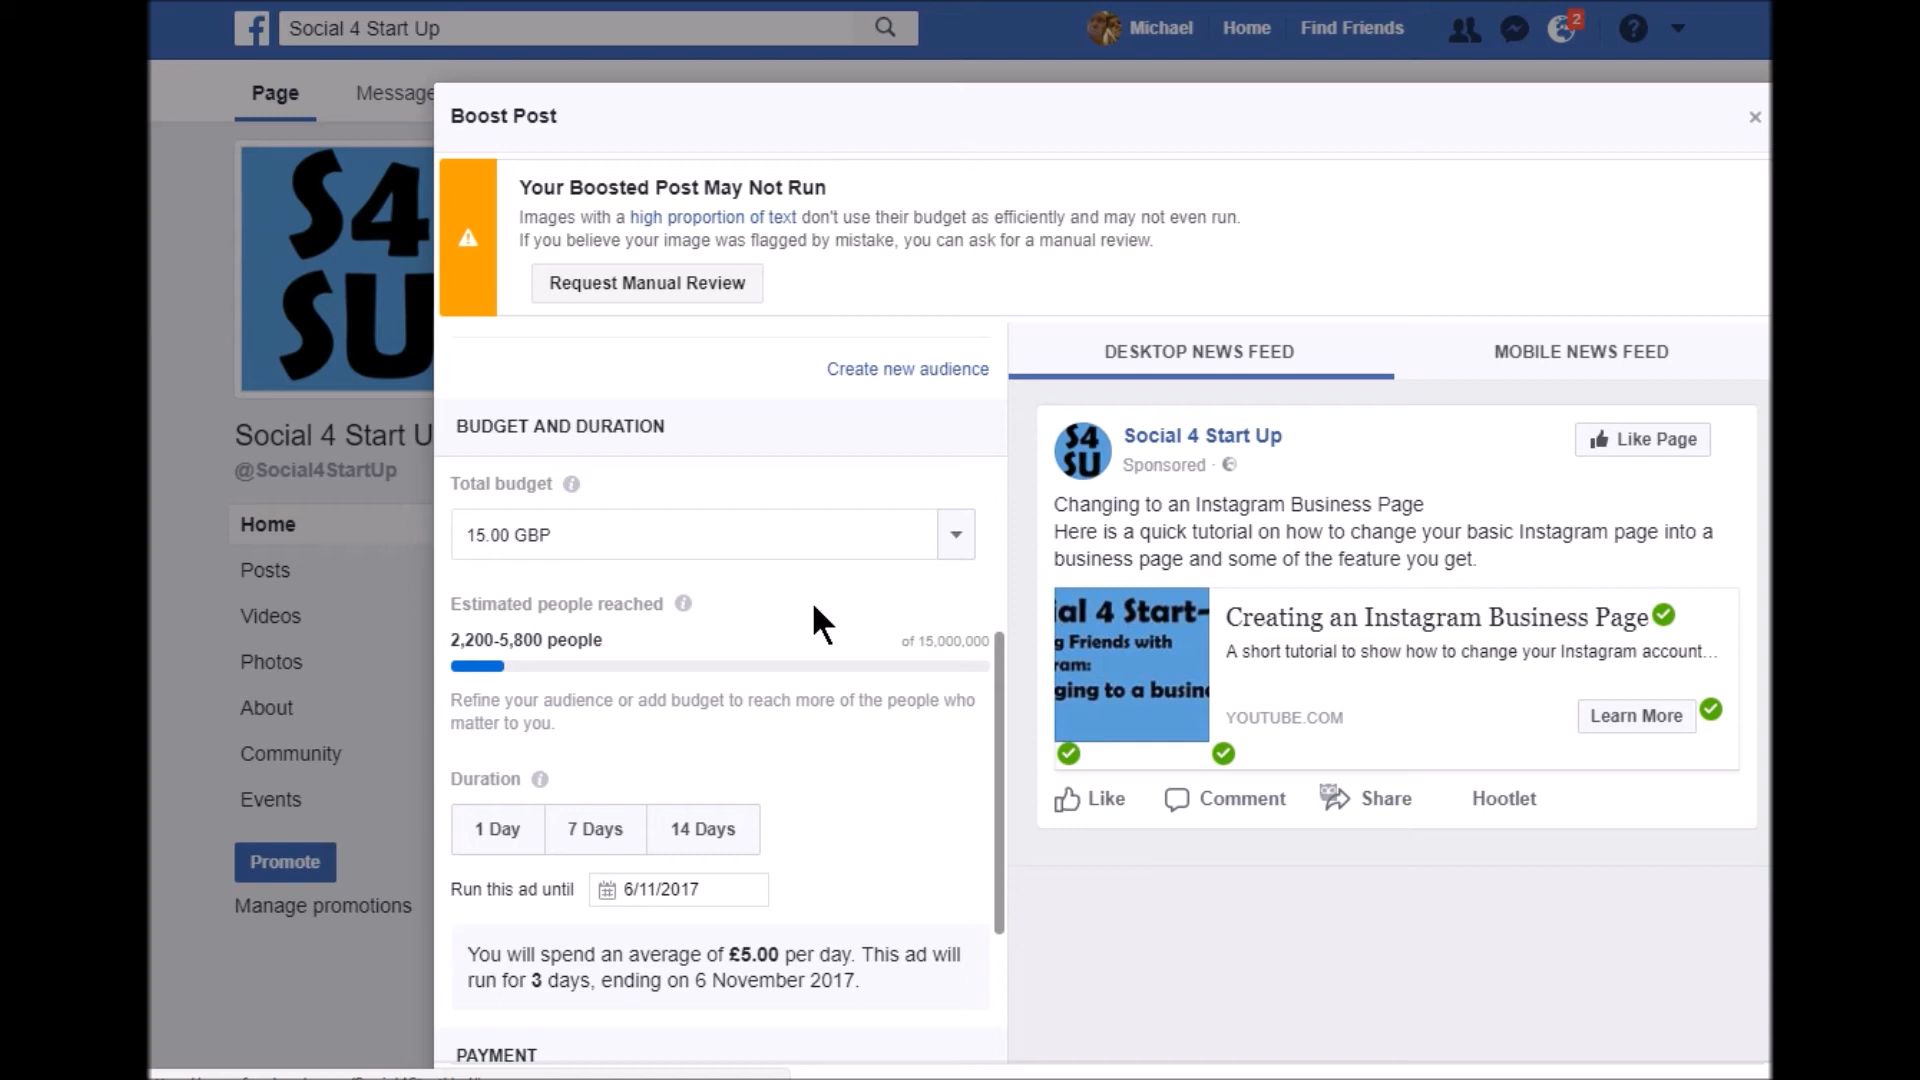 Social 4 Start Up
Michael
Home
Find Friends
2
Page
Message
Boost Post
Your Boosted Post May Not Run
Images with a high proportion of text don't use their budget as efficiently and may not even run.
If you believe your image was flagged by mistake, you can ask for a manual review.
Request Manual Review
S4
SU
Social 4 Start U
@Social4StartUp
Home
Posts
Videos
Photos
About
Community
Events
Promote
Manage promotions
Create new audience
BUDGET AND DURATION
Total budget
15.00 GBP
Estimated people reached
2,200-5,800 people
of 15,000,000
Refine your audience or add budget to reach more of the people who
matter to you.
Duration
1 Day
7 Days
14 Days
Run this ad until
6/11/2017
You will spend an average of £5.00 per day. This ad will
run for 3 days, ending on 6 November 2017.
PAYMENT
DESKTOP NEWS FEED
MOBILE NEWS FEED
S4
SU
Social 4 Start Up
Sponsored ·
Like Page
Changing to an Instagram Business Page
Here is a quick tutorial on how to change your basic Instagram page into a
business page and some of the feature you get.
ial 4 Start-
g Friends with
ram:
ging to a busin
Creating an Instagram Business Page
A short tutorial to show how to change your Instagram account...
YOUTUBE.COM
Learn More
Like
Comment
Share
Hootlet